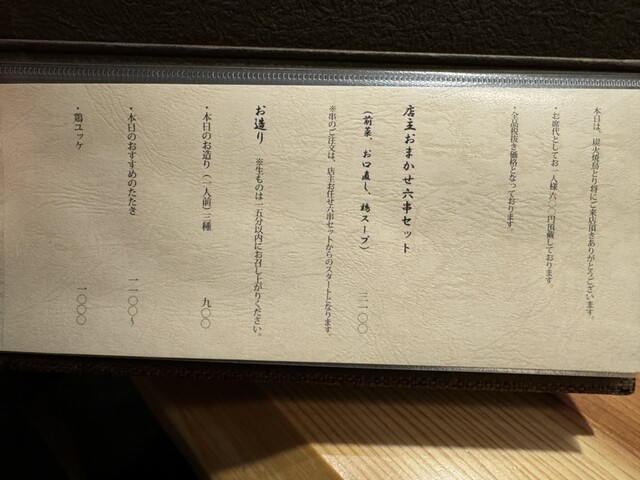 本日は、炭火焼鳥とり将にご来店頂きありがとうございます。
・お席代としてお一人様六〇〇円頂戴しております。
・全品税抜き価格となっております。
店主おまかせ六串セット
(前菜、お口直し、鶏スープ) 三一〇〇
※串のご注文は、店主お任せ六串セットからのスタートとなります。
お造り ※生ものは一五分以内にお召し上がりください。
・本日のお造り(一人前)三種 九〇〇
・本日のおすすめのたたき 一一〇〇~
・鶏ユッケ 一〇〇〇